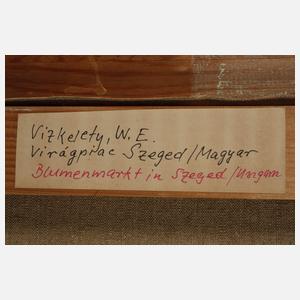 Vizkelety, W. E.
Virágpiac Szeged/Magyar
Blumenmarkt in Szeged/Ungarn